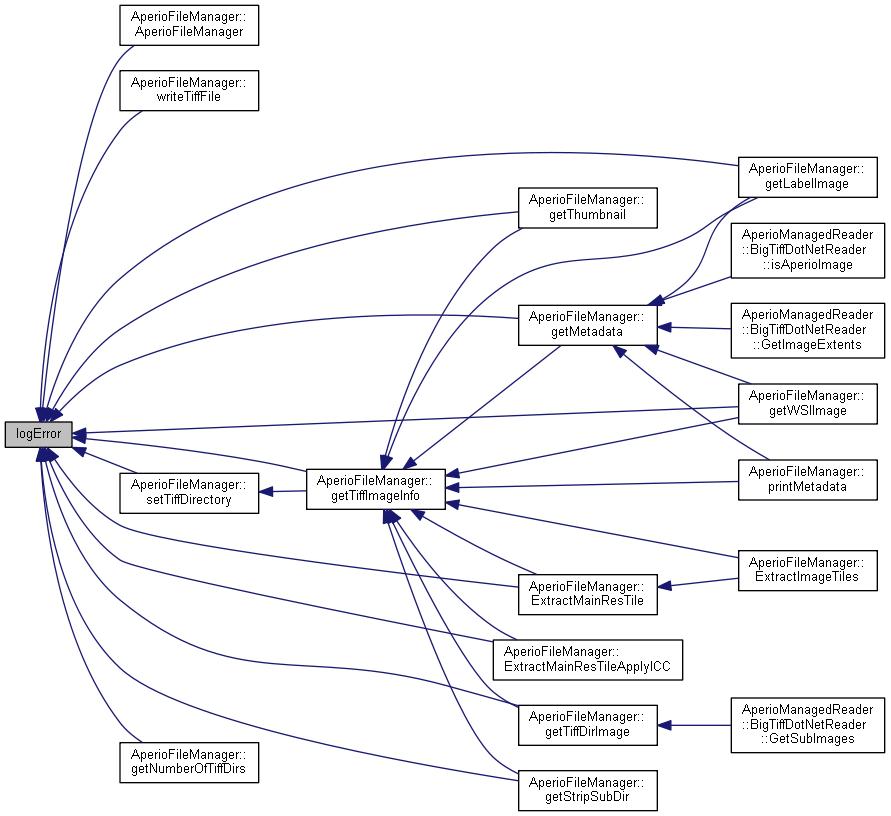 AperioFileManager::
AperioFileManager
AperioFileManager::
writeTiffFile
AperioFileManager::
getLabelImage
AperioFileManager::
getThumbnail
AperioManagedReader
::BigTiffDotNetReader
::isAperioImage
AperioFileManager::
getMetadata
AperioManagedReader
::BigTiffDotNetReader
::GetImageExtents
AperioFileManager::
getWSIImage
logError
AperioFileManager::
setTiffDirectory
AperioFileManager::
getTiffImageInfo
AperioFileManager::
printMetadata
AperioFileManager::
ExtractMainResTile
AperioFileManager::
ExtractImageTiles
AperioFileManager::
ExtractMainResTileApplyICC
AperioFileManager::
getTiffDirImage
AperioManagedReader
::BigTiffDotNetReader
::GetSubImages
AperioFileManager::
getNumberOfTiffDirs
AperioFileManager::
getStripSubDir